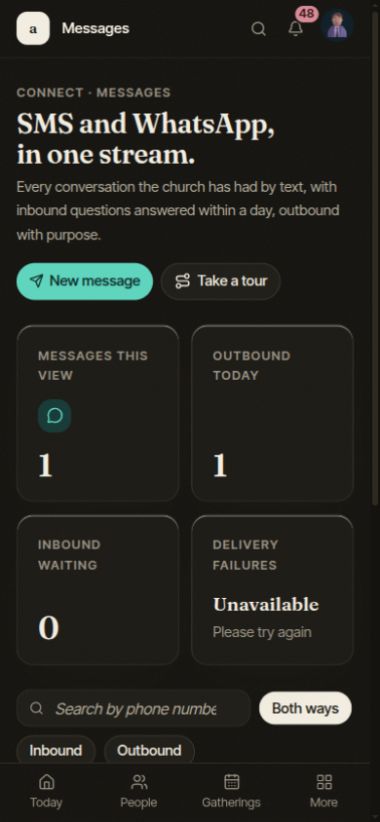 a Messages 48
CONNECT · MESSAGES
SMS and WhatsApp,
in one stream.
Every conversation the church has had by text, with
inbound questions answered within a day, outbound
with purpose.
New message Take a tour
MESSAGES THIS
VIEW
1
OUTBOUND
TODAY
1
INBOUND
WAITING
0
DELIVERY
FAILURES
Unavailable
Please try again
Search by phone numbe Both ways
Inbound Outbound
Today People Gatherings More